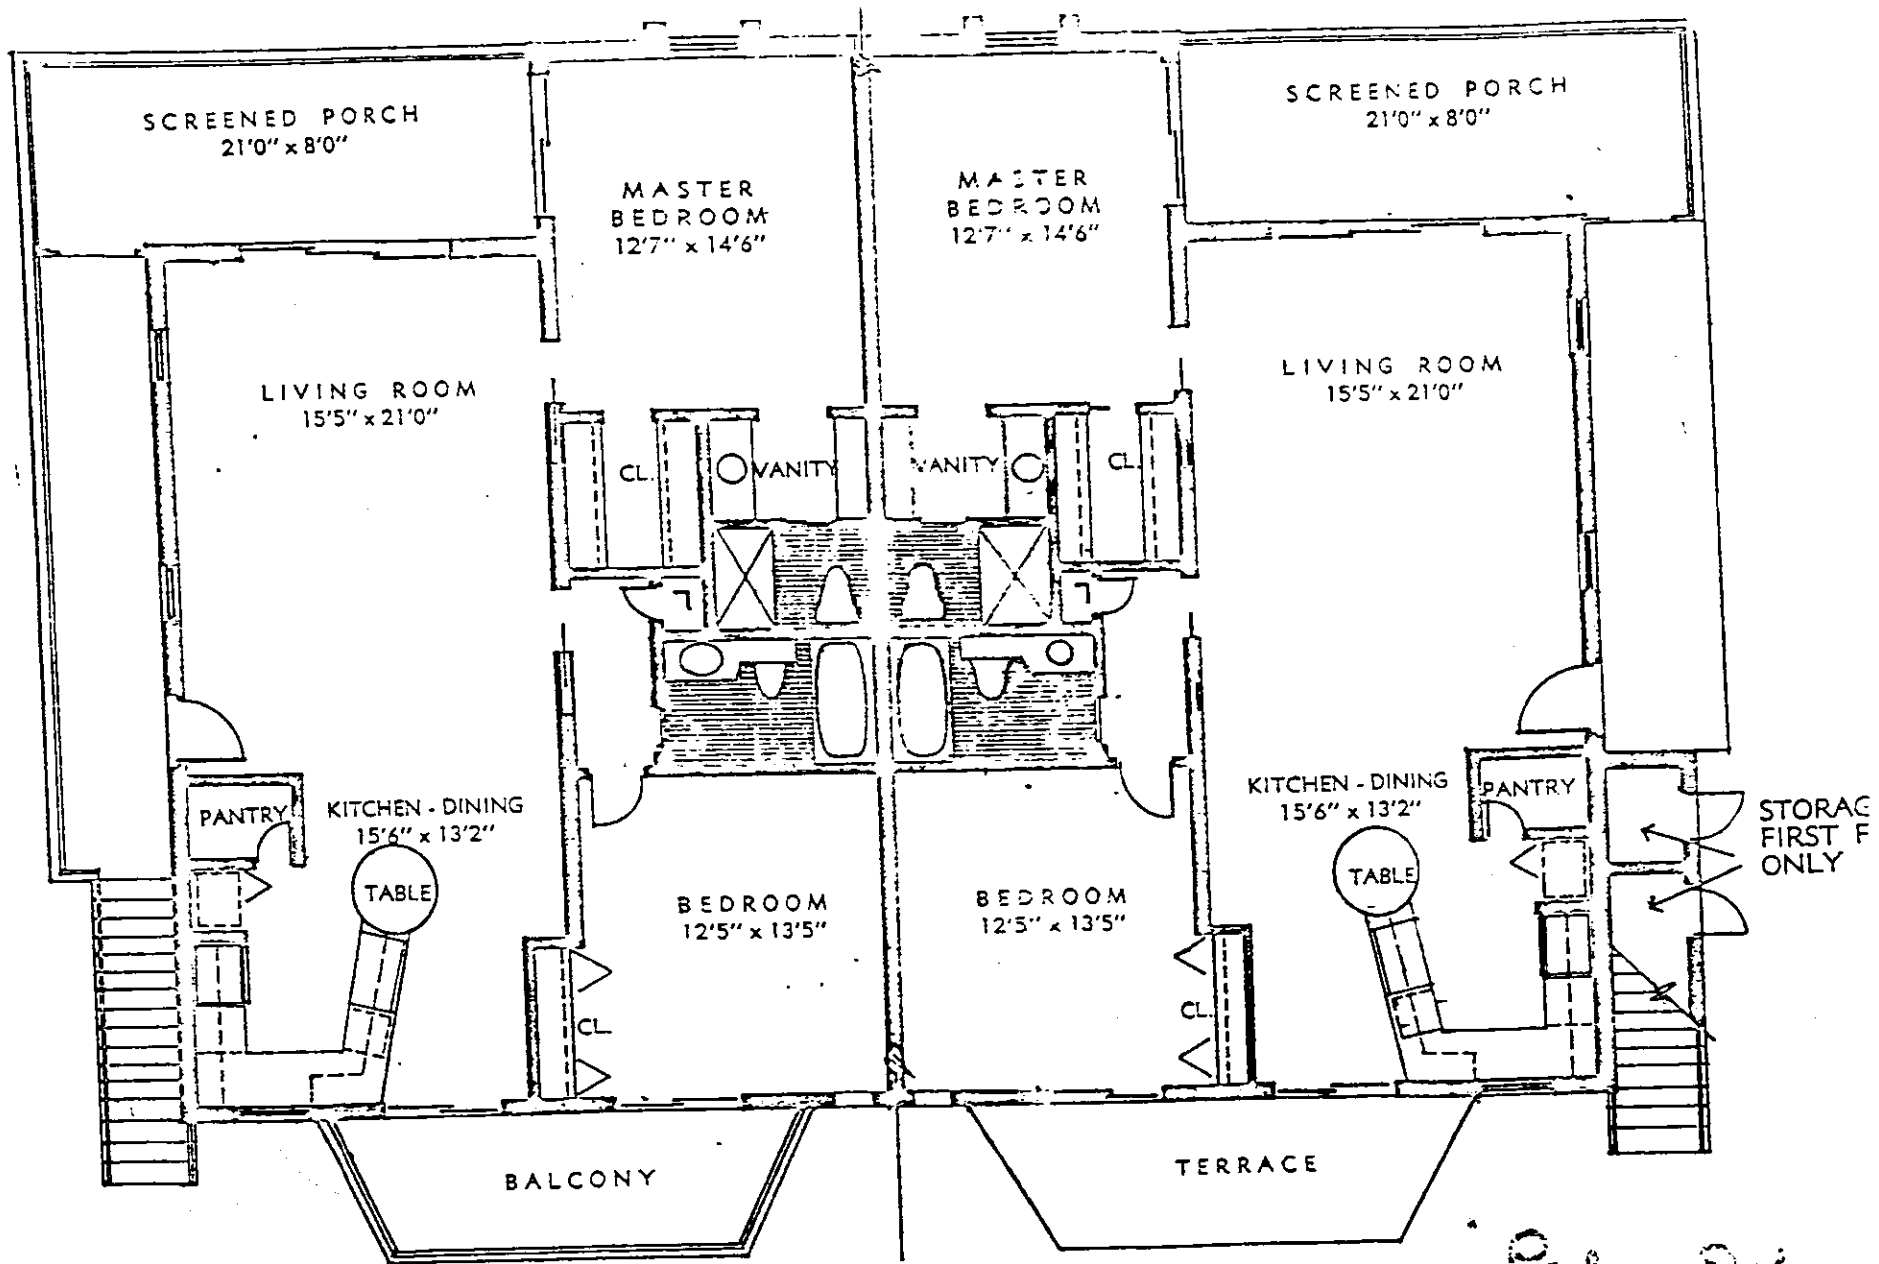 SCREENED PORCH
21'0" x 8'0"
MASTER
BEDROOM
12'7" x 14'6"
MASTER
BEDROOM
12'7" x 14'6"
SCREENED PORCH
21'0" x 8'0"
LIVING ROOM
15'5" x 21'0"
LIVING ROOM
15'5" x 21'0"
CL.
VANITY
VANITY
CL.
PANTRY
KITCHEN - DINING
15'6" x 13'2"
TABLE
KITCHEN - DINING
15'6" x 13'2"
TABLE
PANTRY
STORAG
FIRST F
ONLY
BEDROOM
12'5" x 13'5"
BEDROOM
12'5" x 13'5"
CL.
CL.
BALCONY
TERRACE